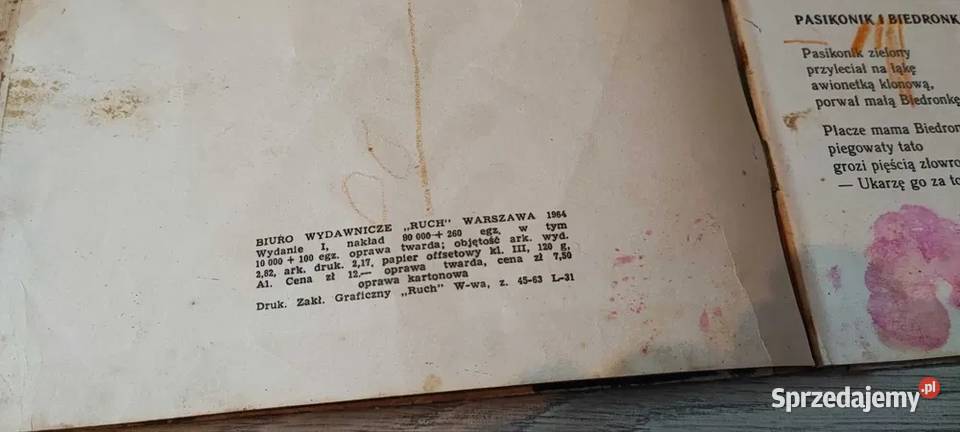 BIURO WYDAWNICZE „RUCH" WARSZAWA 1964
Wydanie I, nakład 80 000 + 260 egz. w tym
10 000 + 100 egz. oprawa twarda; objętość ark. wyd.
2,82, ark. druk. 2,17, papier offsetowy kl. III, 120 g,
A1. Cena zł 12,— oprawa twarda, cena zł 7,50
oprawa kartonowa
Druk. Zakł. Graficzny „Ruch" W-wa, z. 45-63 L-31
PASIKONIK I BIEDRONK
Pasikonik zielony
przyleciał na łąkę
awionetką klonową,
porwał małą Biedronkę
Płacze mama Biedron
piegowaty tato
grozi pięścią złowro
— Ukarzę go za to
Sprzedajemy.pl